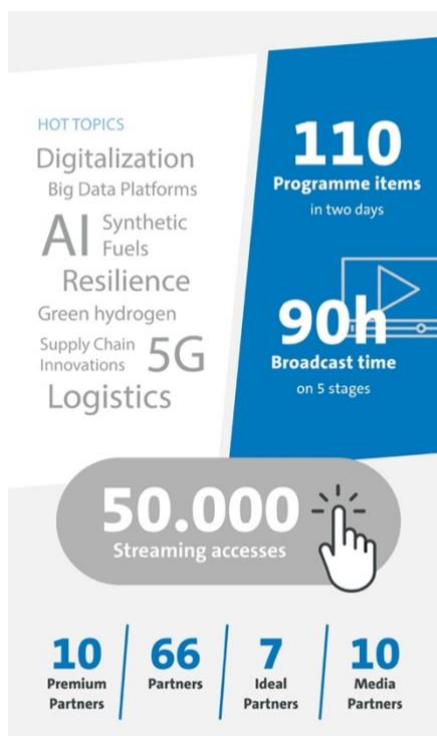 HOT TOPICS
Digitalization
Big Data Platforms
AI
Synthetic
Fuels
Resilience
Green hydrogen
Supply Chain
Innovations
5G
Logistics
110
Programme items
in two days
90h
Broadcast time
on 5 stages
50.000
Streaming accesses
10
Premium
Partners
66
Partners
7
Ideal
Partners
10
Media
Partners